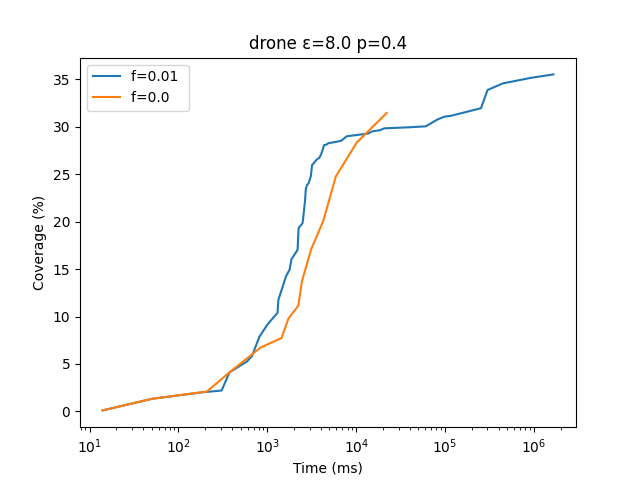 drone ε=8.0 p=0.4
f=0.01
f=0.0
Coverage (%)
35
30
25
20
15
10
5
0
10¹ 10² 10³ 10⁴ 10⁵ 10⁶
Time (ms)